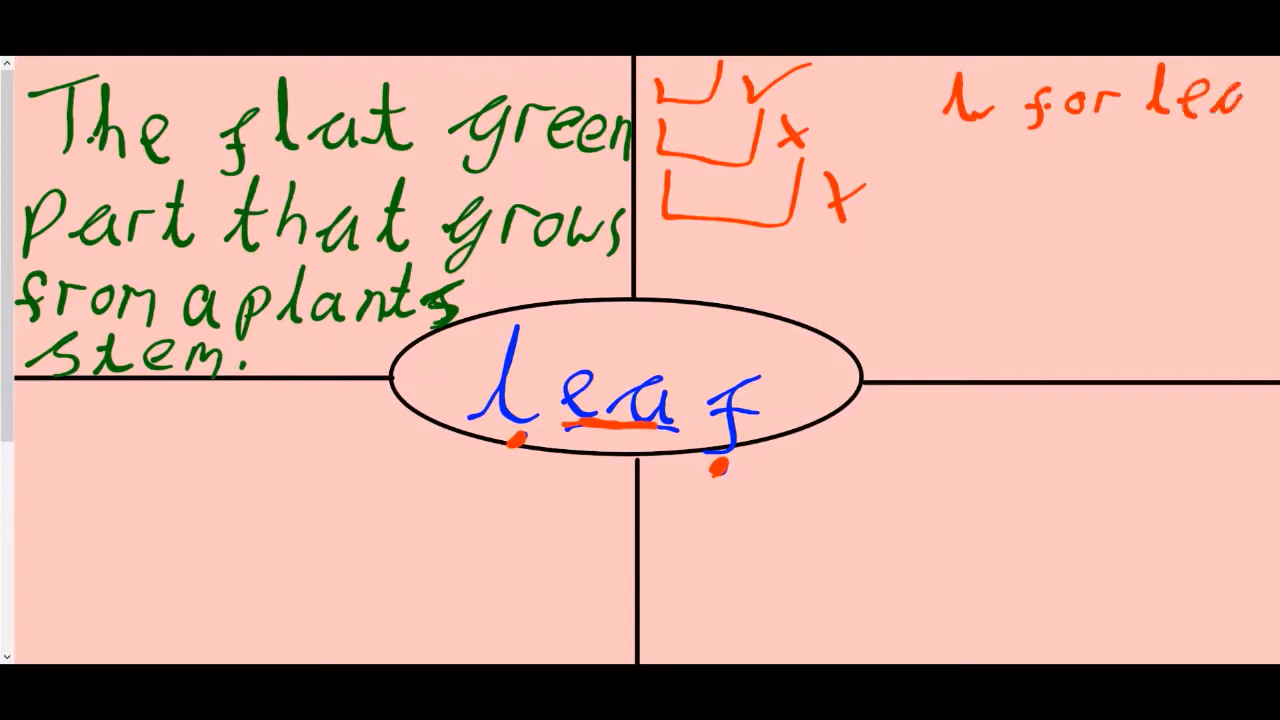 The flat green
part that grows
from a plants
stem.
l for lea
leaf